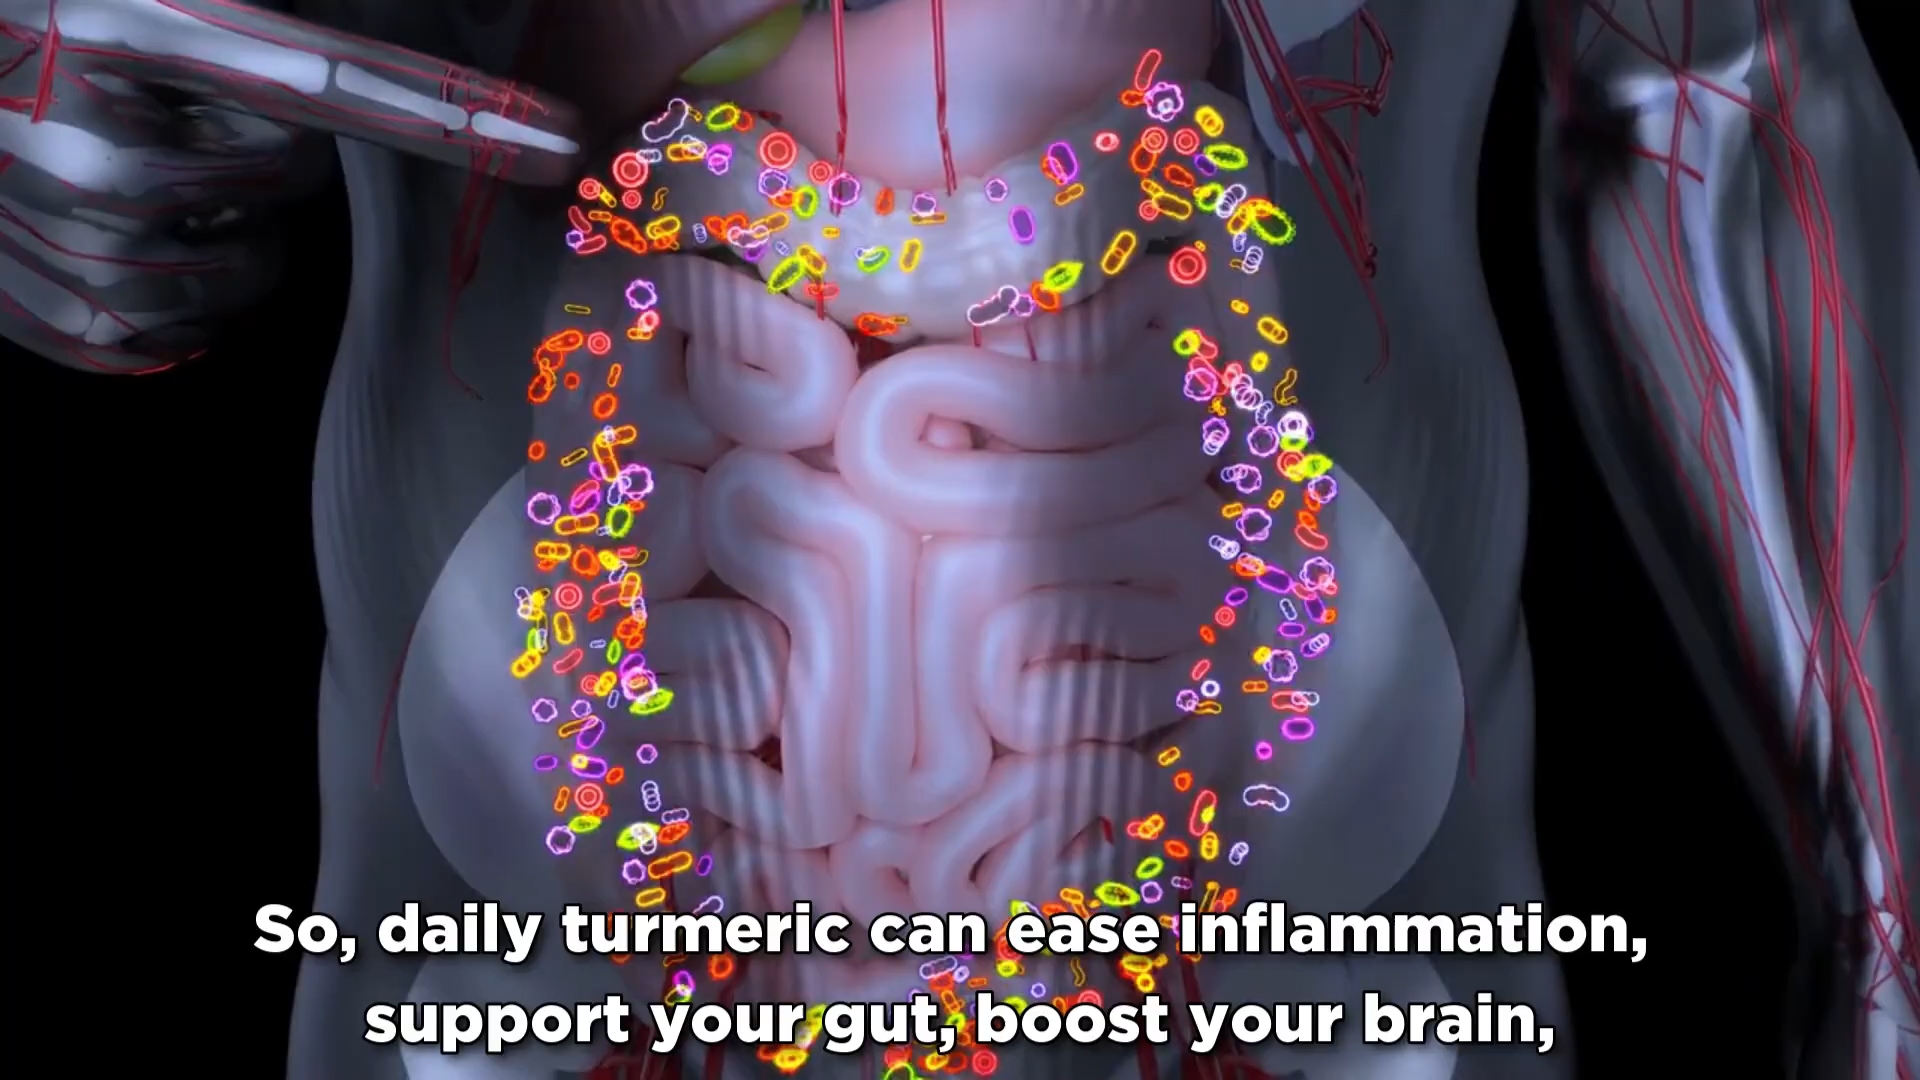 So, daily turmeric can ease inflammation,
support your gut, boost your brain,